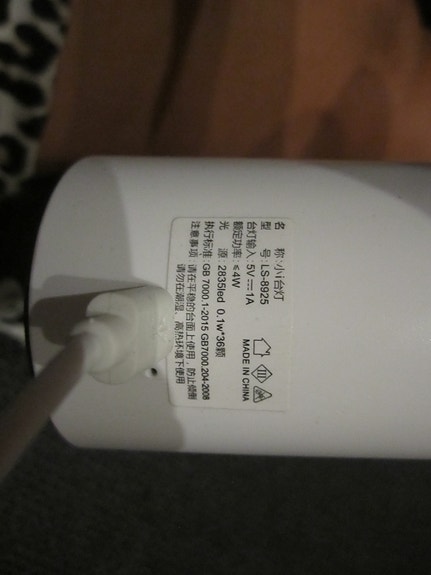 名 称:小i台灯
型 号:LS-8925
台灯输入:5V⎓1A
额定功率:≤4W
光 源:2835led 0.1w*36颗
执行标准:GB 7000.1-2015 GB7000.204-2008
注意事项:请在平稳的台面上使用,防止倾倒
请勿在潮湿、高热环境下使用
MADE IN CHINA